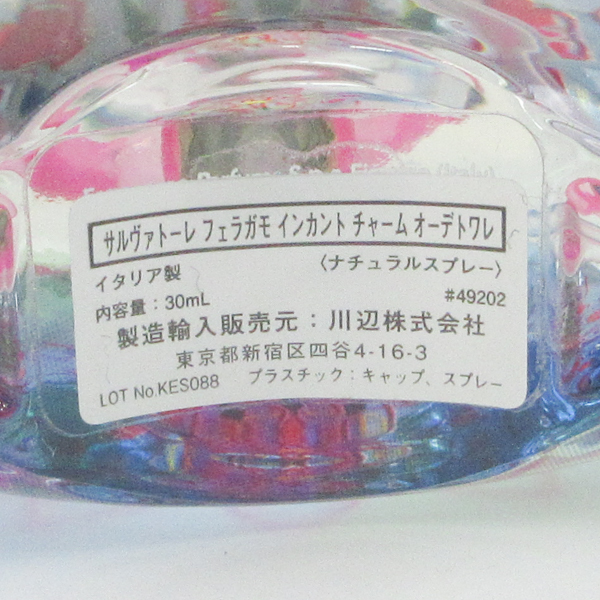 サルヴァトーレ フェラガモ インカント チャーム オーデトワレ
イタリア製 〈ナチュラルスプレー〉
内容量：30mL #49202
製造輸入販売元：川辺株式会社
東京都新宿区四谷4-16-3
LOT No.KES088 プラスチック：キャップ、スプレー